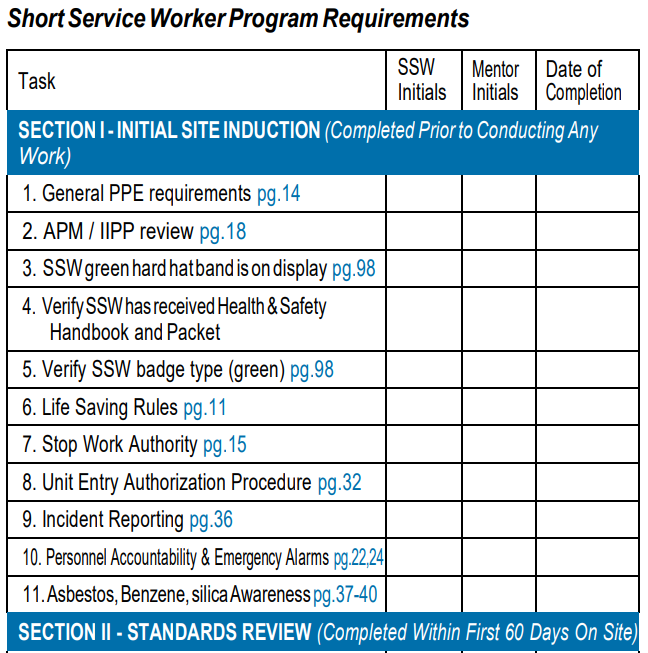 Short Service Worker Program Requirements
Task
SSW
Initials
Mentor
Initials
Date of
Completion
SECTION I - INITIAL SITE INDUCTION (Completed Prior to Conducting Any
Work)
1. General PPE requirements pg.14
2. APM / IIPP review pg.18
3. SSW green hard hat band is on display pg.98
4. Verify SSW has received Health & Safety
Handbook and Packet
5. Verify SSW badge type (green) pg.98
6. Life Saving Rules pg.11
7. Stop Work Authority pg.15
8. Unit Entry Authorization Procedure pg.32
9. Incident Reporting pg.36
10. Personnel Accountability & Emergency Alarms pg.22,24
11. Asbestos, Benzene, silica Awareness pg.37-40
SECTION II - STANDARDS REVIEW (Completed Within First 60 Days On Site)